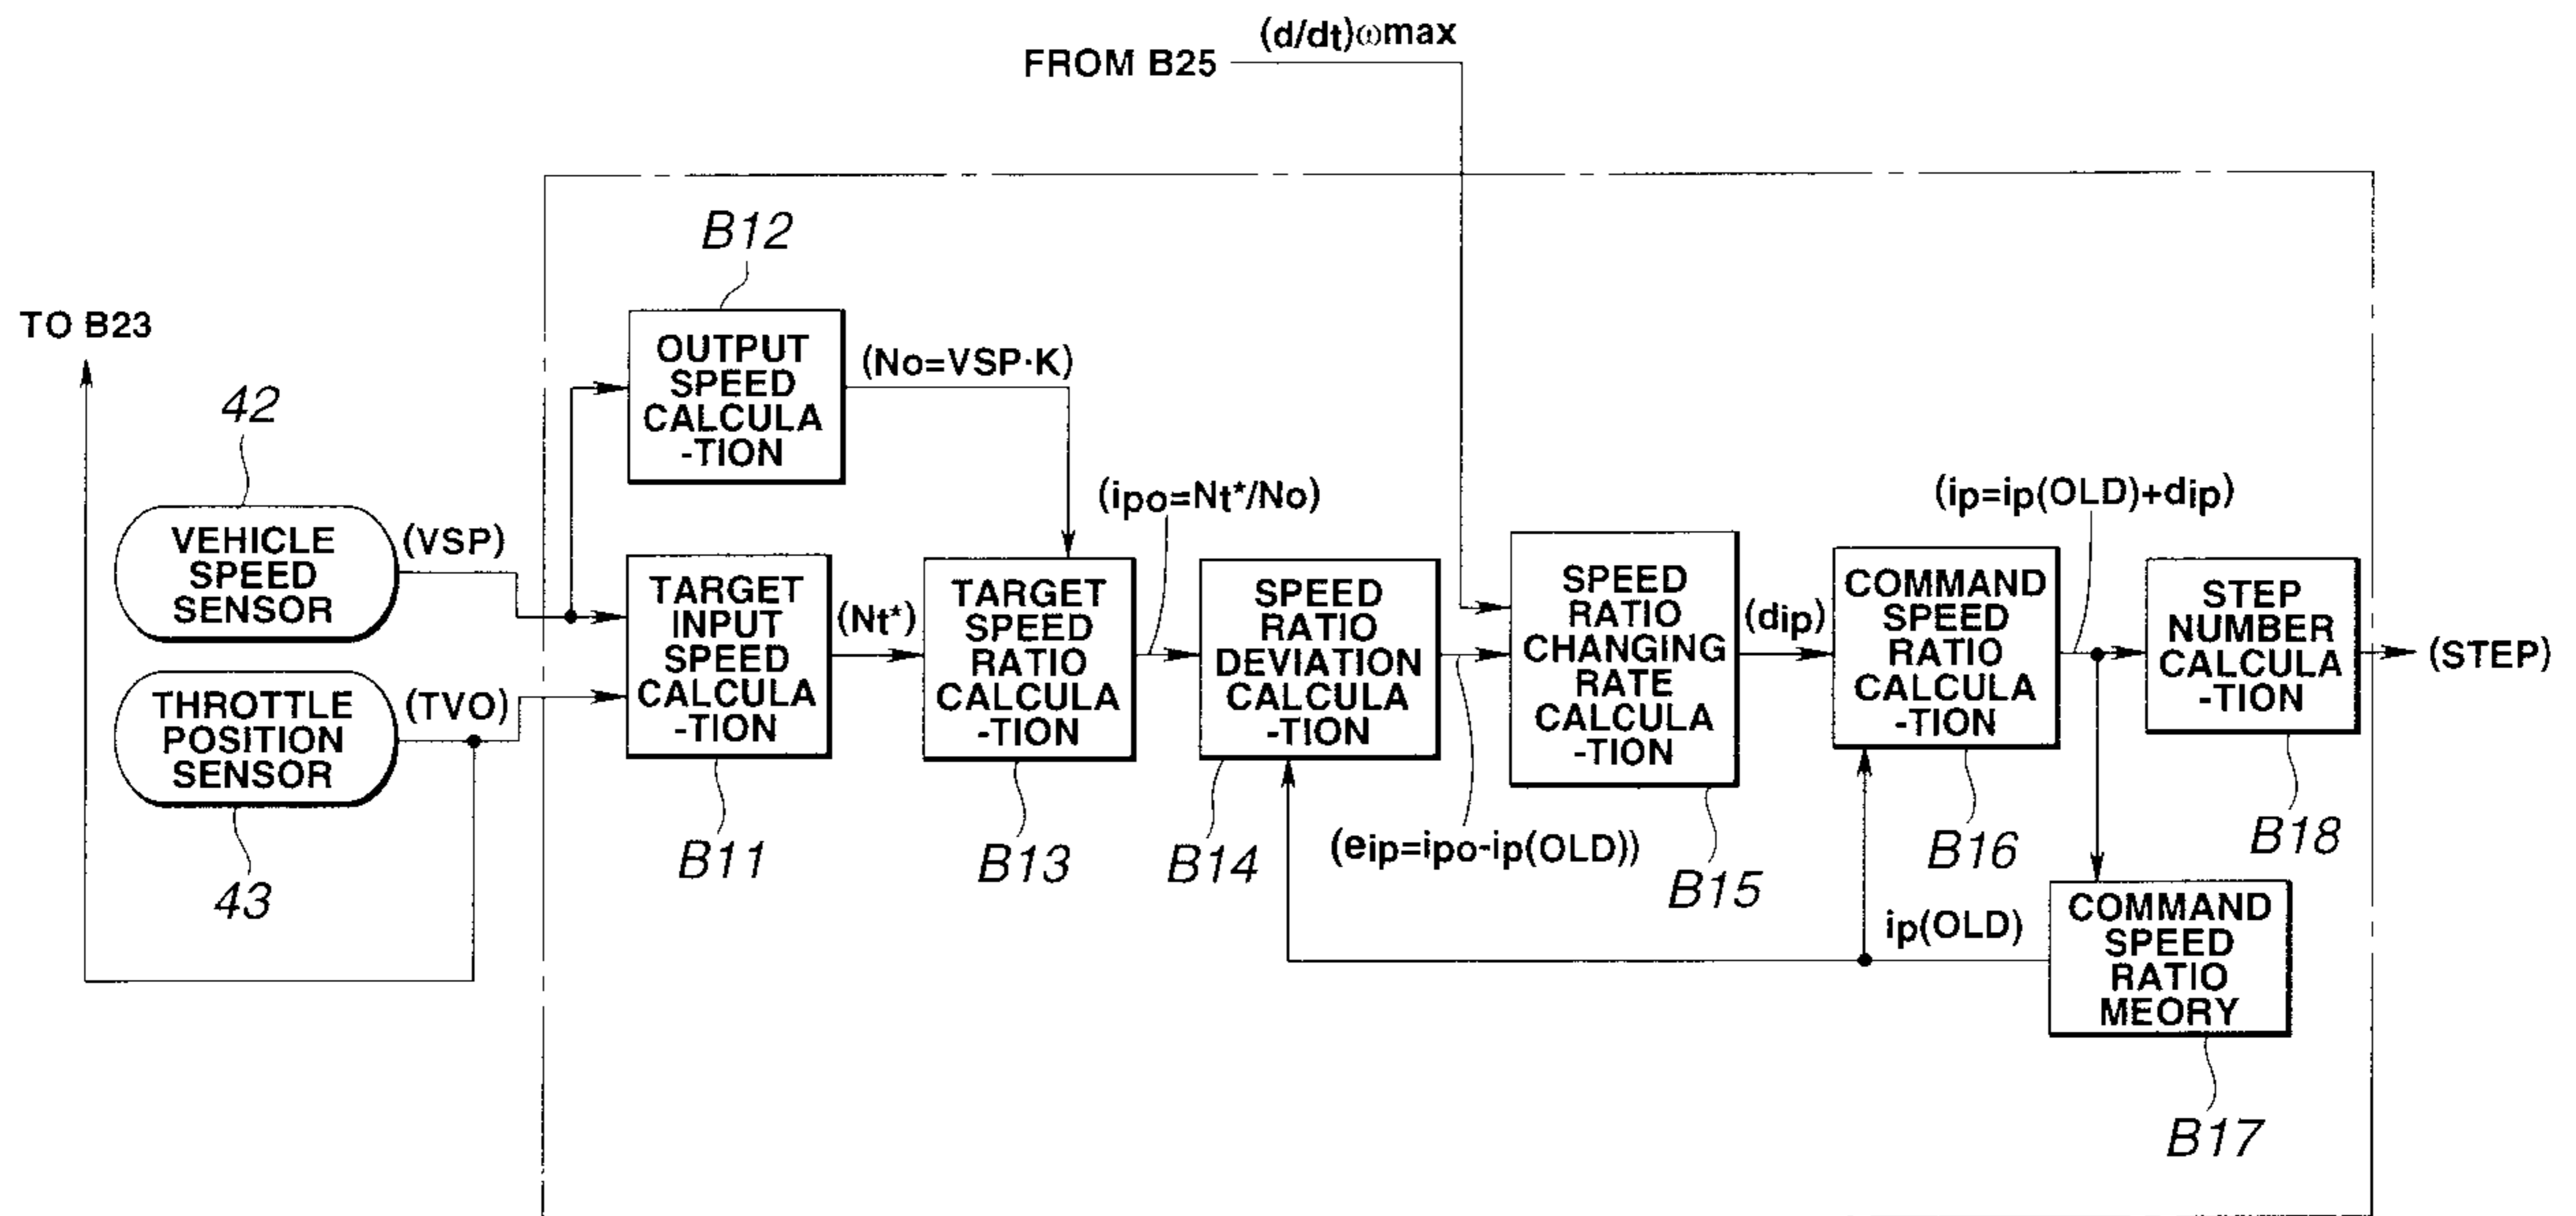 (d/dt)ωmax
FROM B25
B12
TO B23
OUTPUT
SPEED
CALCULA
-TION
(No=VSP·K)
42
VEHICLE
SPEED
SENSOR
(VSP)
THROTTLE
POSITION
SENSOR
(TVO)
43
TARGET
INPUT
SPEED
CALCULA
-TION
B11
(Nt*)
TARGET
SPEED
RATIO
CALCULA
-TION
B13
(ipo=Nt*/No)
SPEED
RATIO
DEVIATION
CALCULA
-TION
B14
(eip=ipo-ip(OLD))
SPEED
RATIO
CHANGING
RATE
CALCULA
-TION
B15
(dip)
COMMAND
SPEED
RATIO
CALCULA
-TION
B16
(ip=ip(OLD)+dip)
STEP
NUMBER
CALCULA
-TION
B18
(STEP)
ip(OLD)
COMMAND
SPEED
RATIO
MEORY
B17